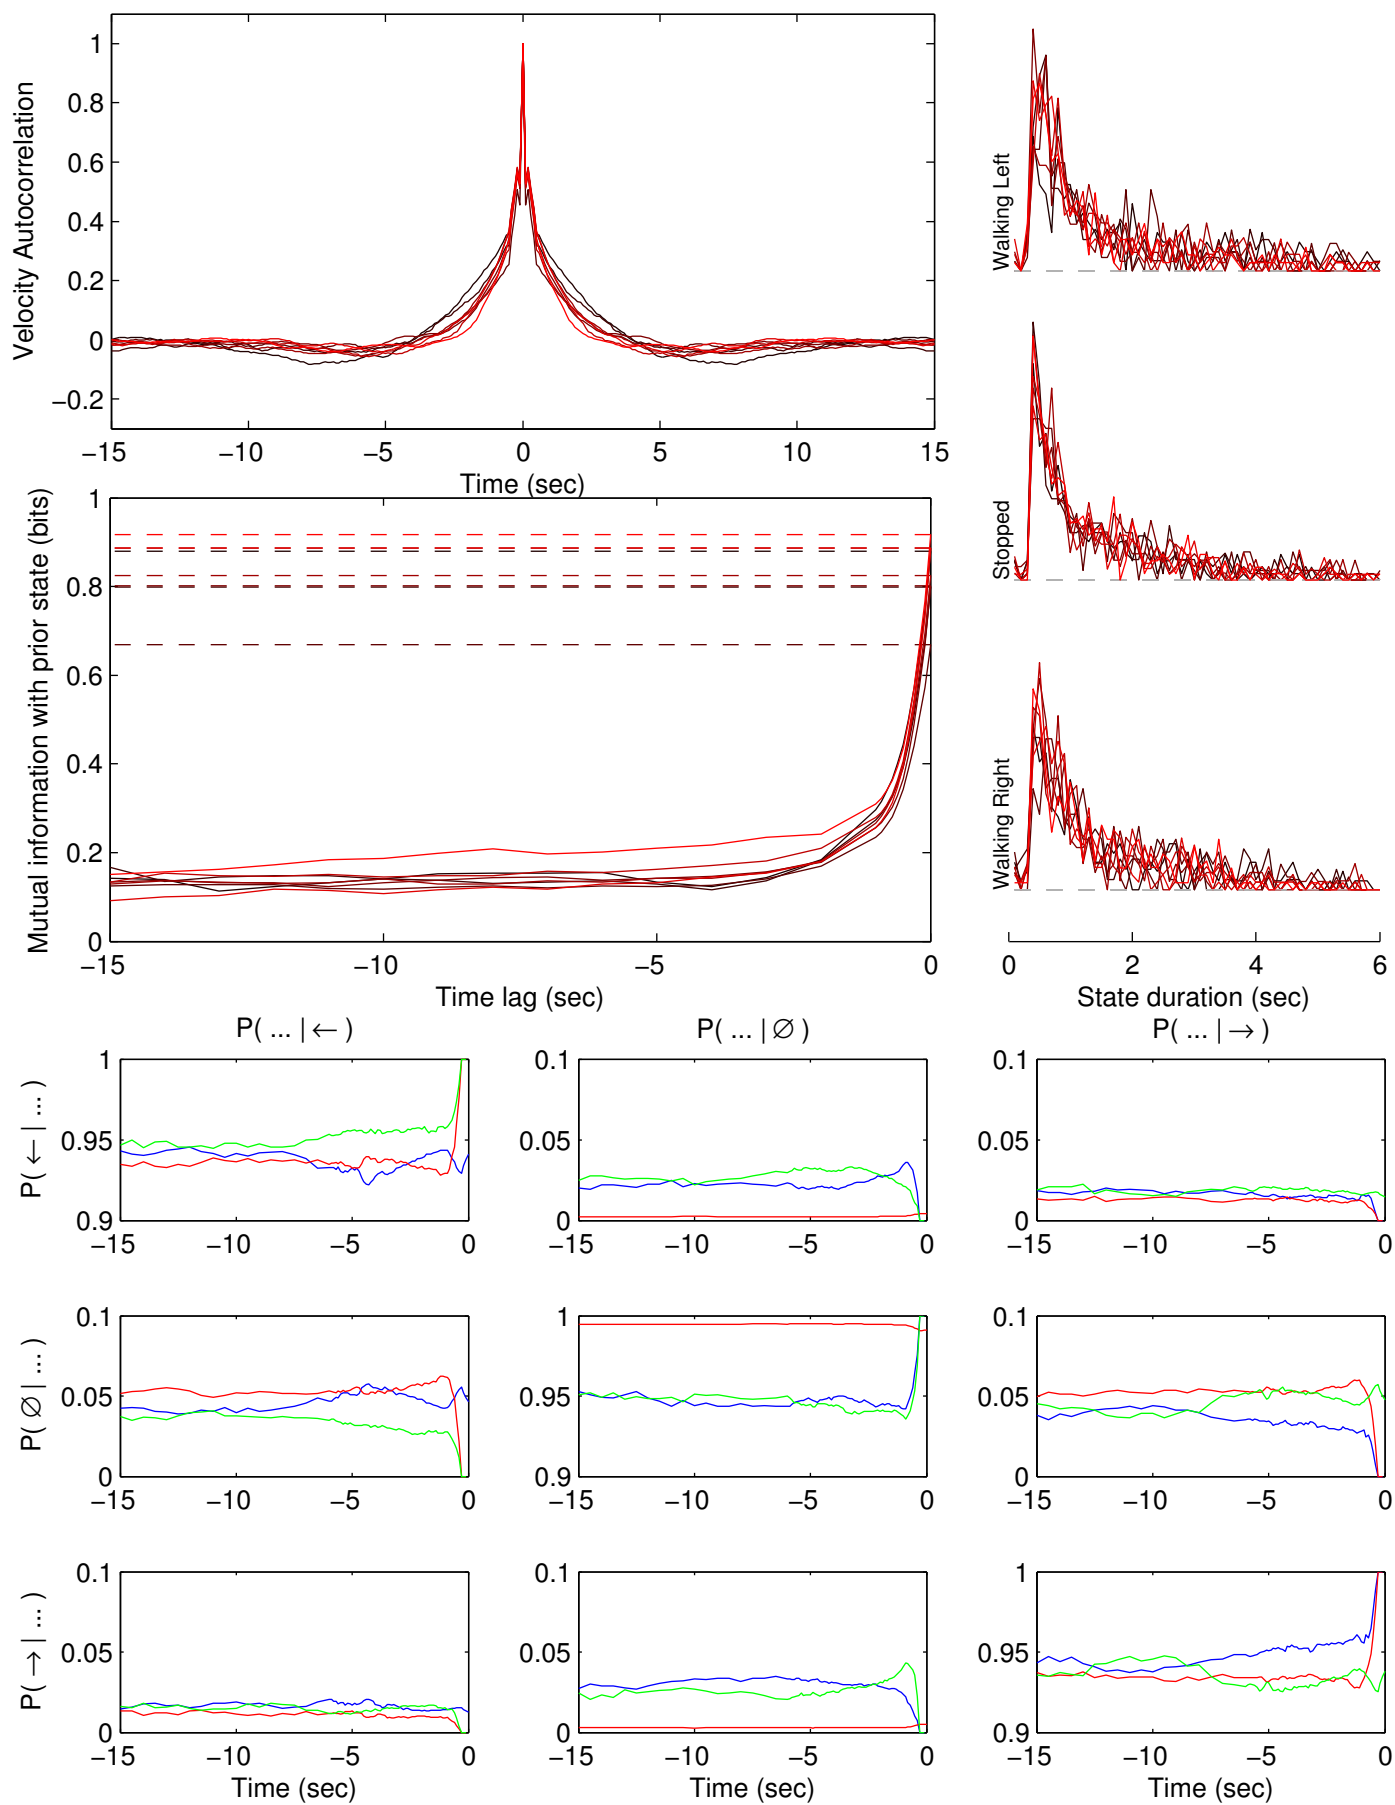 Velocity Autocorrelation
1
0.8
0.6
0.4
0.2
0
−0.2
−15 −10 −5 0 5 10 15
Time (sec)
Mutual information with prior state (bits)
1
0.8
0.6
0.4
0.2
0
−15 −10 −5 0
Time lag (sec)
Walking Left
Stopped
Walking Right
0 2 4 6
State duration (sec)
P( ... | ← ) P( ... | ∅ ) P( ... | → )
P( ← | ... )
1 0.1 0.1
0.95 0.05 0.05
0.9 0 0
−15 −10 −5 0 −15 −10 −5 0 −15 −10 −5 0
P( ∅ | ... )
0.1 1 0.1
0.05 0.95 0.05
0 0.9 0
−15 −10 −5 0 −15 −10 −5 0 −15 −10 −5 0
P( → | ... )
0.1 0.1 1
0.05 0.05 0.95
0 0 0.9
−15 −10 −5 0 −15 −10 −5 0 −15 −10 −5 0
Time (sec) Time (sec) Time (sec)